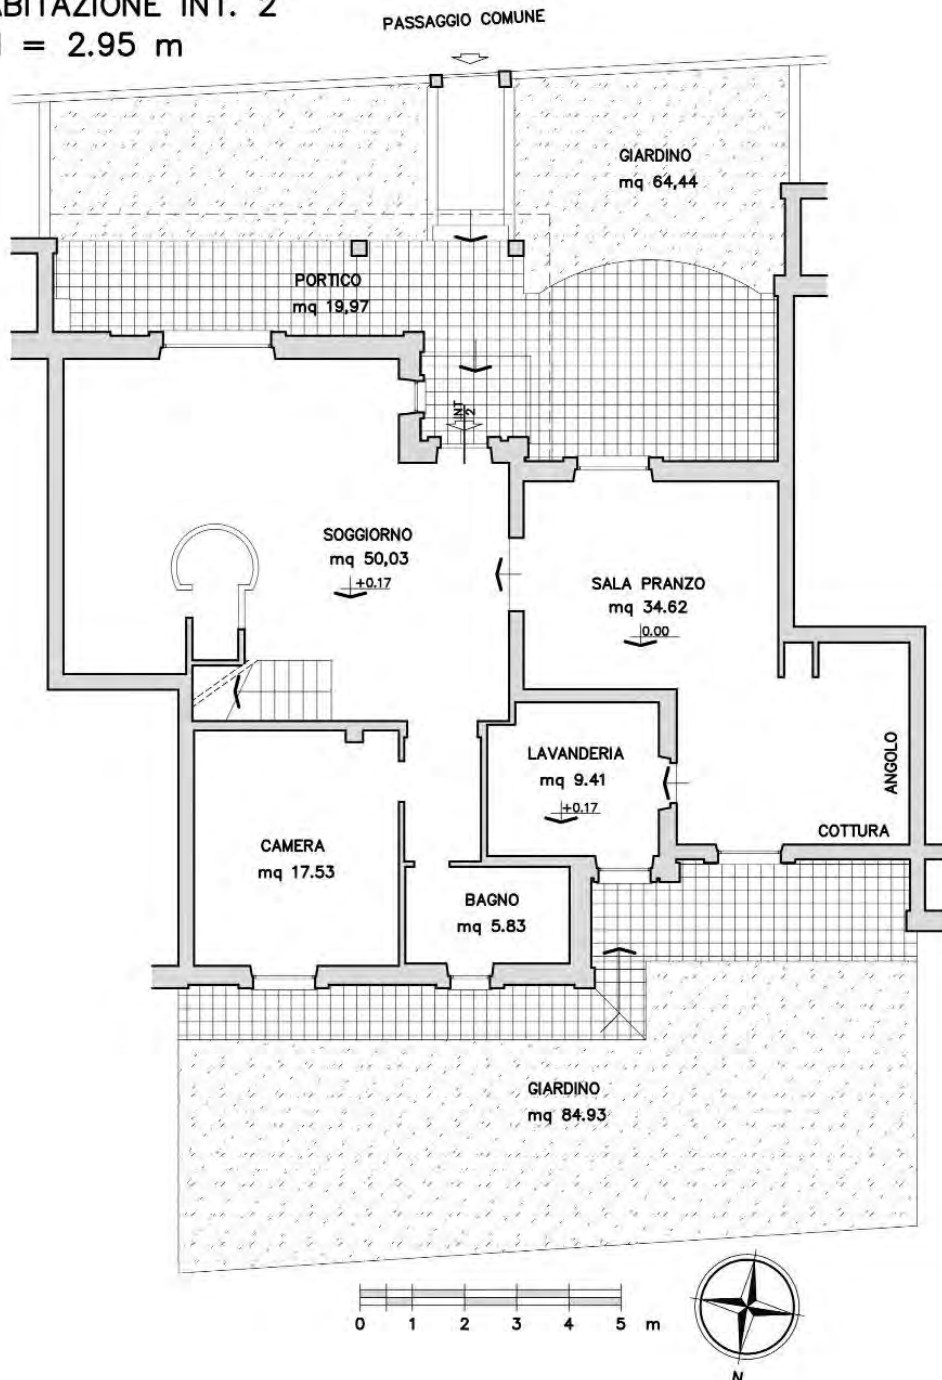 ABITAZIONE INT. 2
= 2.95 m
PASSAGGIO COMUNE
GIARDINO
mq 64,44
PORTICO
mq 19,97
INT
2
SOGGIORNO
mq 50,03
+0.17
SALA PRANZO
mq 34.62
0.00
LAVANDERIA
mq 9.41
+0.17
ANGOLO
COTTURA
CAMERA
mq 17.53
BAGNO
mq 5.83
GIARDINO
mq 84.93
0 1 2 3 4 5 m
N